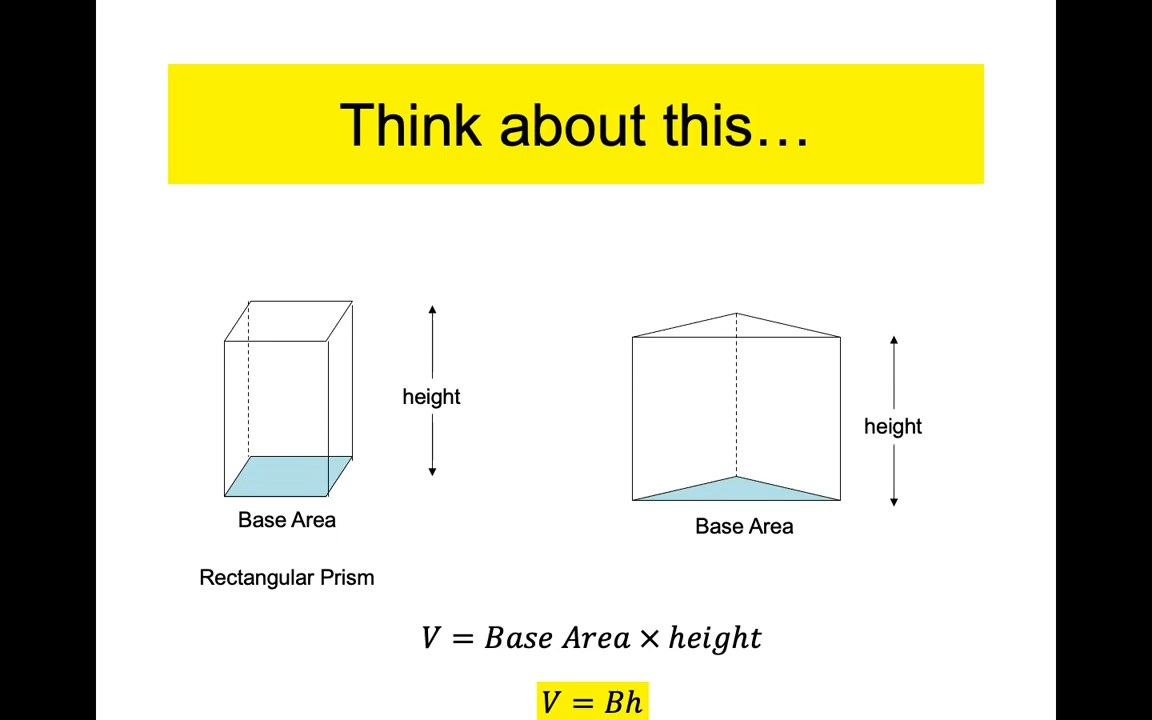 Think about this…
height
height
Base Area
Base Area
Rectangular Prism
V = Base Area × height
V = Bh